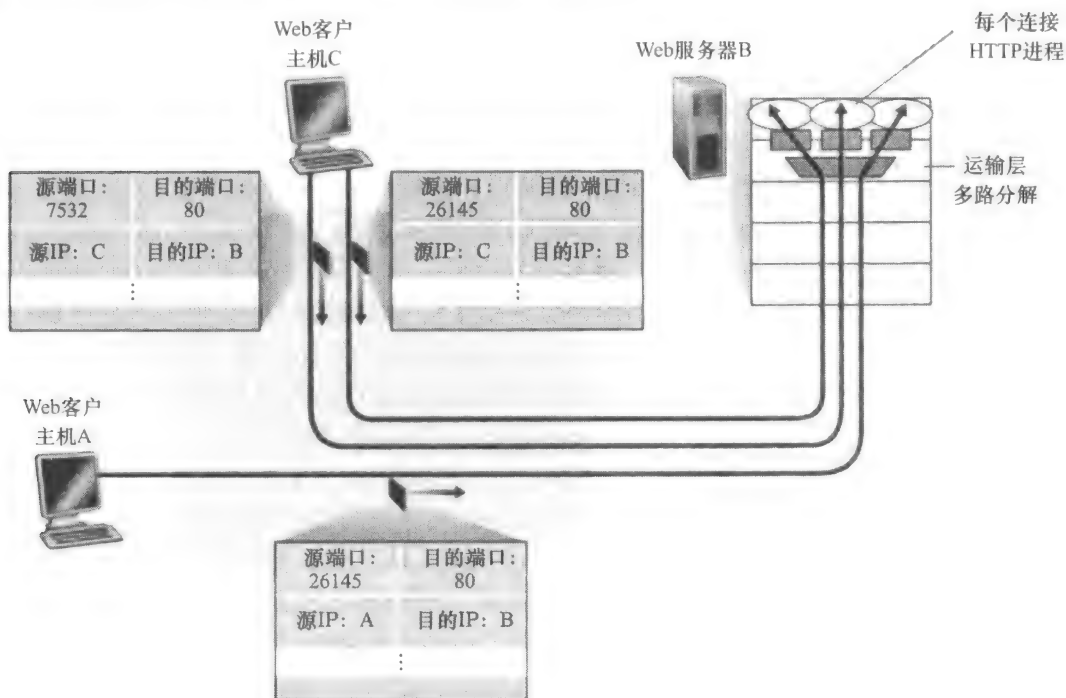 每个连接
HTTP进程
Web客户
主机C
Web服务器B
运输层
多路分解
源端口:
7532
目的端口:
80
源IP: C
目的IP: B
⋮
源端口:
26145
目的端口:
80
源IP: C
目的IP: B
⋮
Web客户
主机A
源端口:
26145
目的端口:
80
源IP: A
目的IP: B
⋮